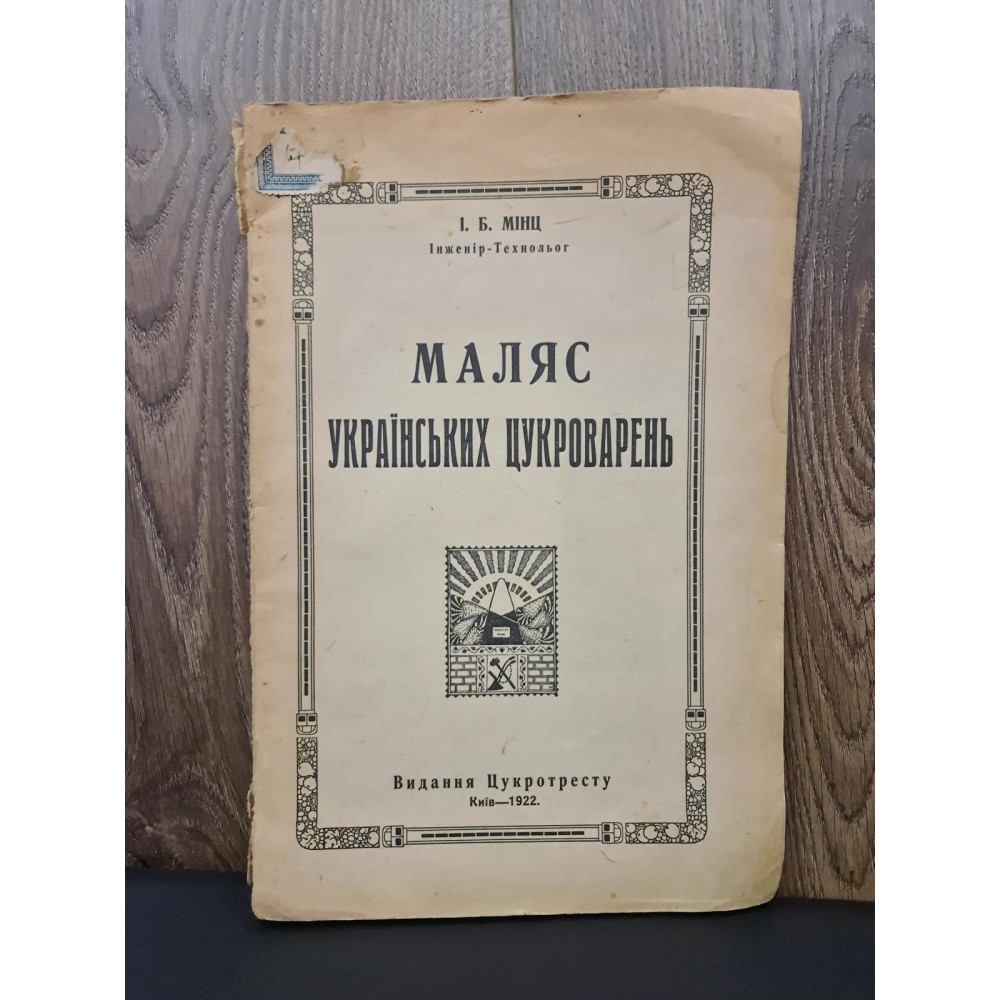 І. Б. МІНЦ
Інженір-Технольог
МАЛЯС
УКРАЇНСЬКИХ ЦУКРОВАРЕНЬ
Видання Цукротресту
Київ—1922.